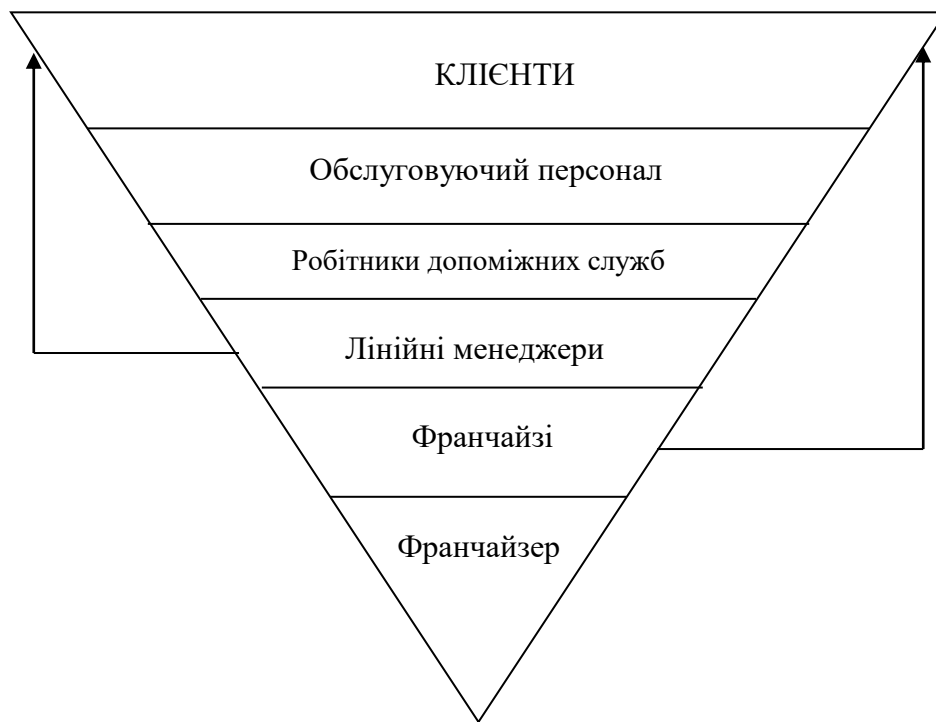 КЛІЄНТИ
Обслуговуючий персонал
Робітники допоміжних служб
Лінійні менеджери
Франчайзі
Франчайзер